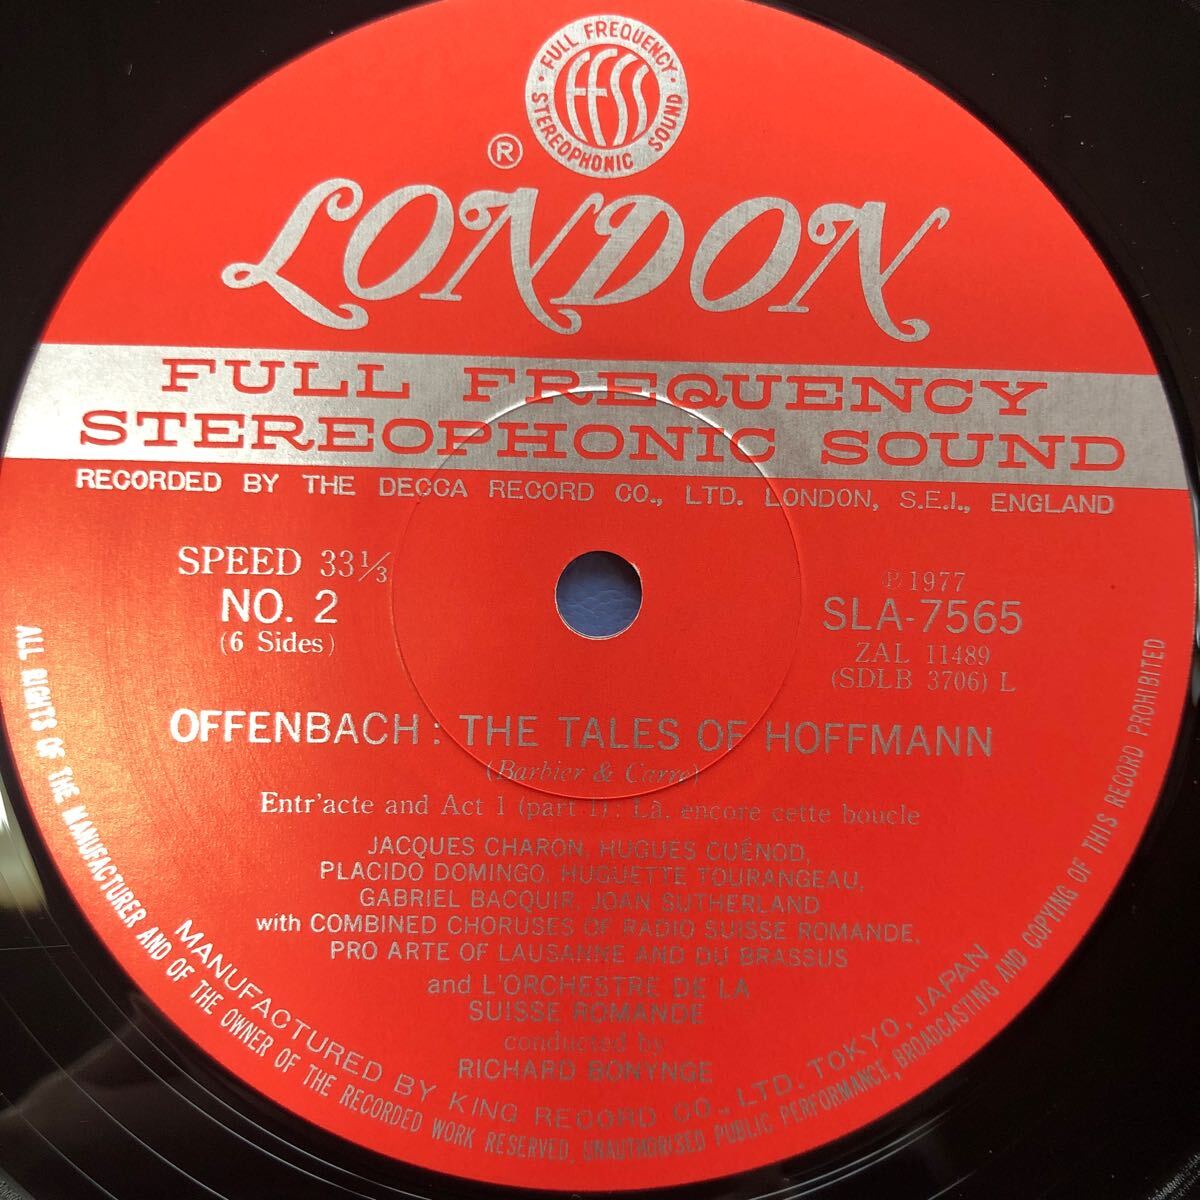 · FULL FREQUENCY · STEREOPHONIC SOUND
FFSS
®
LONDON
FULL FREQUENCY
STEREOPHONIC SOUND
RECORDED BY THE DECCA RECORD CO., LTD. LONDON, S.E.I., ENGLAND
SPEED 33⅓
NO. 2
(6 Sides)
Ⓟ 1977
SLA-7565
ZAL 11489
(SDLB 3706) L
OFFENBACH : THE TALES OF HOFFMANN
(Barbier & Carre)
Entr'acte and Act 1 (part 1) : Là, encore cette boucle
JACQUES CHARON, HUGUES CUÉNOD,
PLACIDO DOMINGO, HUGUETTE TOURANGEAU,
GABRIEL BACQUIR, JOAN SUTHERLAND
with COMBINED CHORUSES OF RADIO SUISSE ROMANDE,
PRO ARTE OF LAUSANNE AND DU BRASSUS
and L'ORCHESTRE DE LA
SUISSE ROMANDE
conducted by
RICHARD BONYNGE
MANUFACTURED BY KING RECORD CO., LTD. TOKYO, JAPAN
ALL RIGHTS OF THE MANUFACTURER AND OF THE OWNER OF THE RECORDED WORK RESERVED, UNAUTHORISED PUBLIC PERFORMANCE, BROADCASTING AND COPYING OF THIS RECORD PROHIBITED